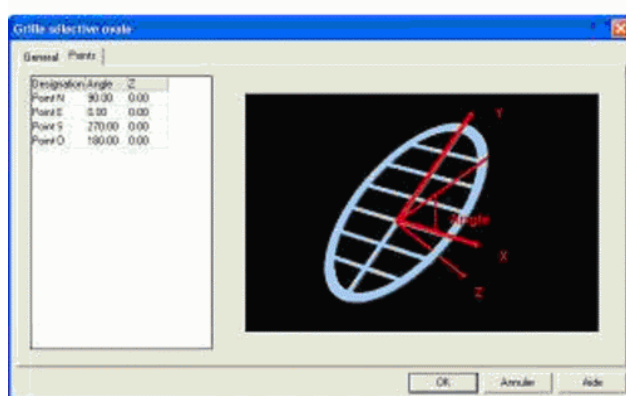 Grille sélective ovale
General Points
Designation Angle Z
Point N 90.00 0.00
Point E 0.00 0.00
Point S 270.00 0.00
Point O 180.00 0.00
Y
Angle
X
Z
OK Annuler Aide